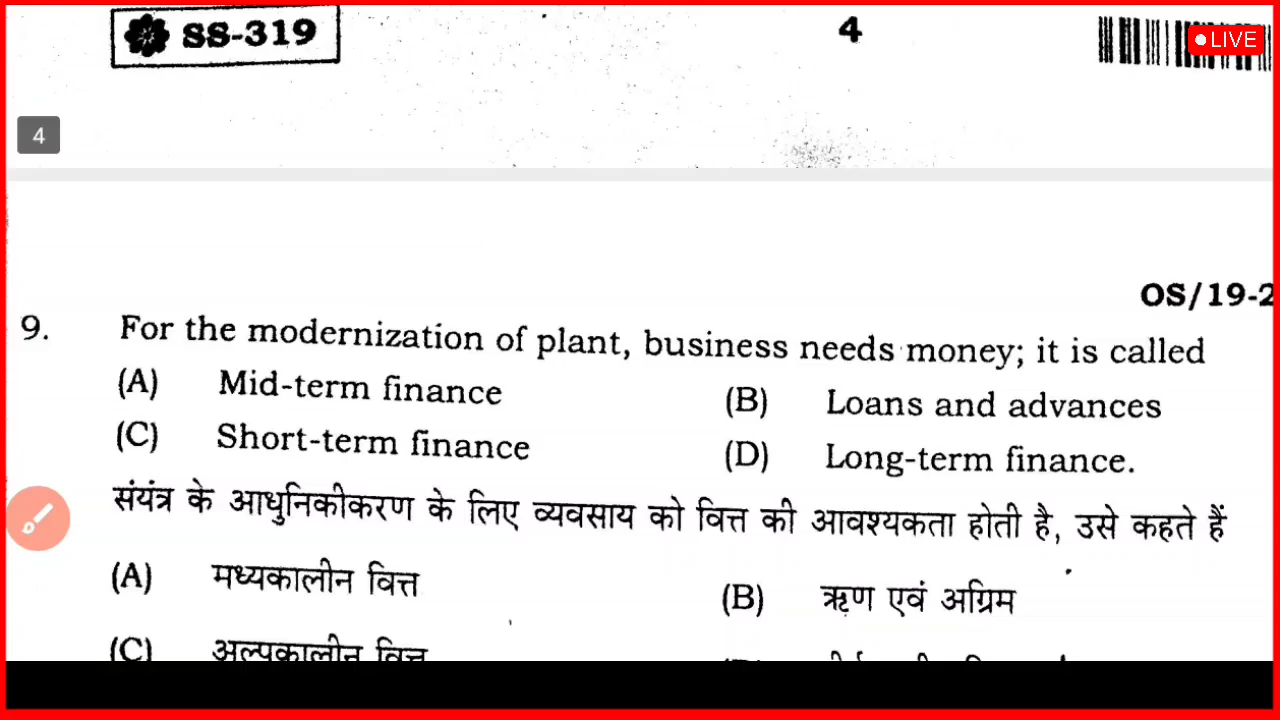 SS-319
4
LIVE
4
OS/19-2
9. For the modernization of plant, business needs money; it is called
(A) Mid-term finance (B) Loans and advances
(C) Short-term finance (D) Long-term finance.
संयंत्र के आधुनिकीकरण के लिए व्यवसाय को वित्त की आवश्यकता होती है, उसे कहते हैं
(A) मध्यकालीन वित्त (B) ऋण एवं अग्रिम
(C) अल्पकालीन वित्त